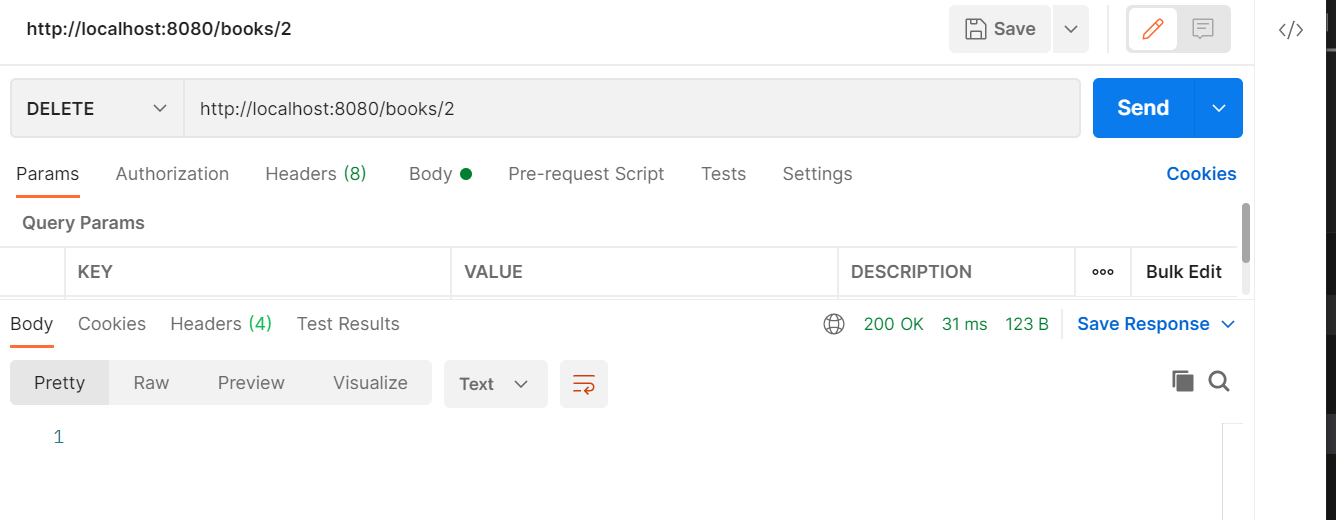 http://localhost:8080/books/2 Save
DELETE http://localhost:8080/books/2 Send
Params Authorization Headers (8) Body Pre-request Script Tests Settings Cookies
Query Params
KEY VALUE DESCRIPTION Bulk Edit
Body Cookies Headers (4) Test Results 200 OK 31 ms 123 B Save Response
Pretty Raw Preview Visualize Text
1